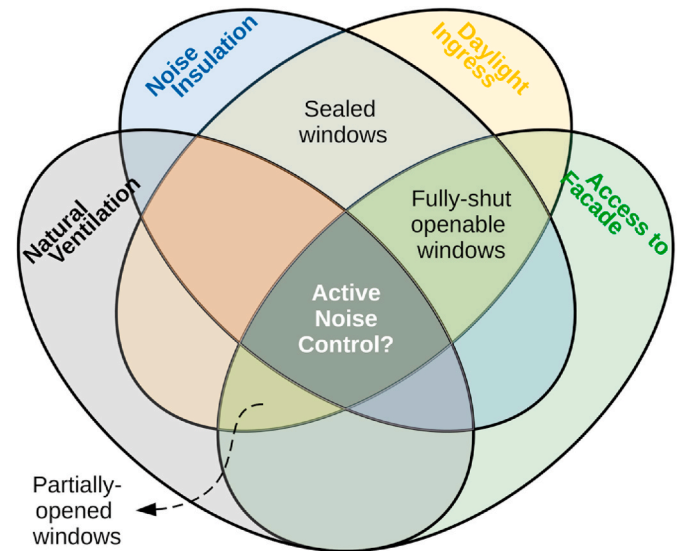 Noise
Insulation
Daylight
Ingress
Sealed
windows
Natural
Ventilation
Fully-shut
openable
windows
Access to
Facade
Active
Noise
Control?
Partially-
opened
windows